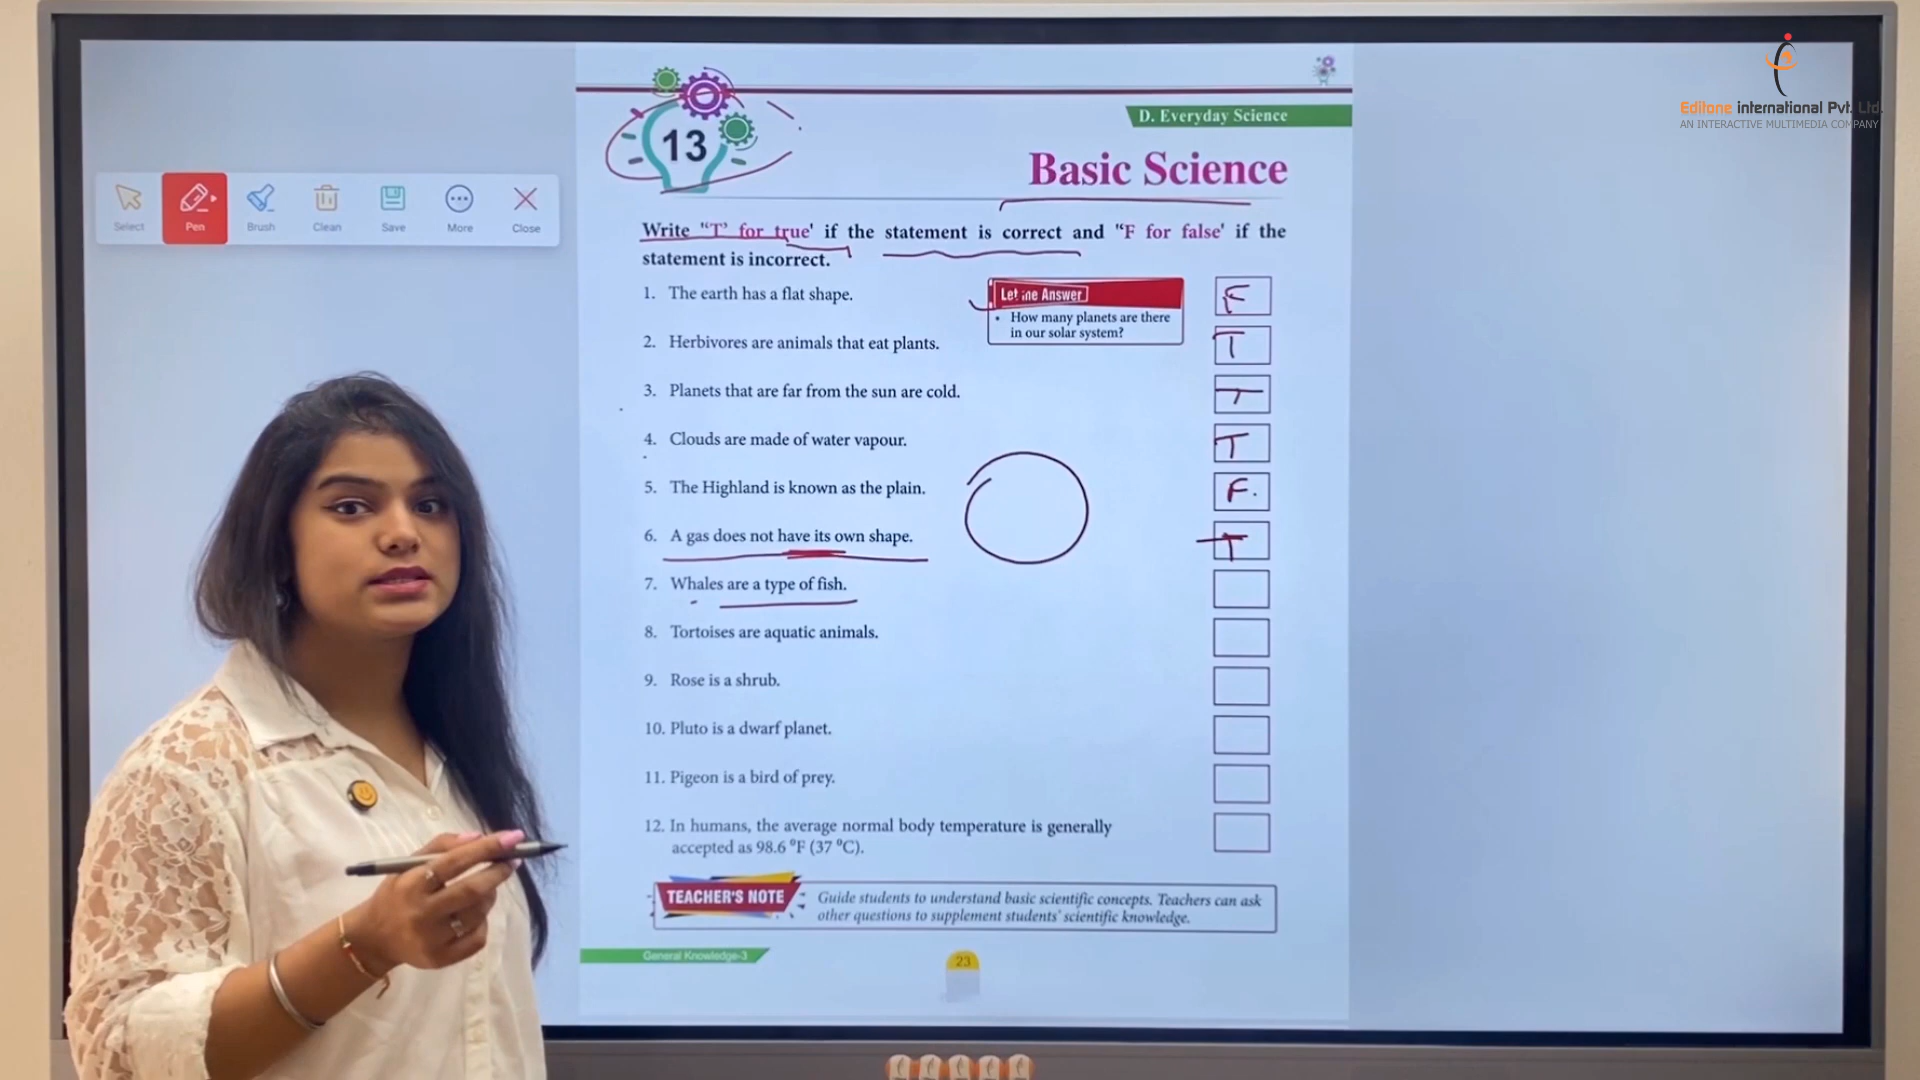 Editone international Pvt. Ltd.
AN INTERACTIVE MULTIMEDIA COMPANY
D. Everyday Science
13
Basic Science
Select
Pen
Brush
Clean
Save
More
Close
Write "T' for true' if the statement is correct and "F for false' if the
statement is incorrect.
1. The earth has a flat shape.
F
Let me Answer
• How many planets are there
in our solar system?
2. Herbivores are animals that eat plants.
T
3. Planets that are far from the sun are cold.
T
4. Clouds are made of water vapour.
T
5. The Highland is known as the plain.
F.
6. A gas does not have its own shape.
T
7. Whales are a type of fish.
8. Tortoises are aquatic animals.
9. Rose is a shrub.
10. Pluto is a dwarf planet.
11. Pigeon is a bird of prey.
12. In humans, the average normal body temperature is generally
accepted as 98.6 ⁰F (37 ⁰C).
TEACHER'S NOTE
Guide students to understand basic scientific concepts. Teachers can ask
other questions to supplement students' scientific knowledge.
General Knowledge-3
23